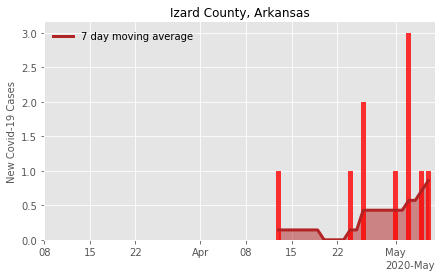 Izard County, Arkansas
7 day moving average
New Covid-19 Cases
3.0
2.5
2.0
1.5
1.0
0.5
0.0
08 15 22 Apr 08 15 22 May
2020-May